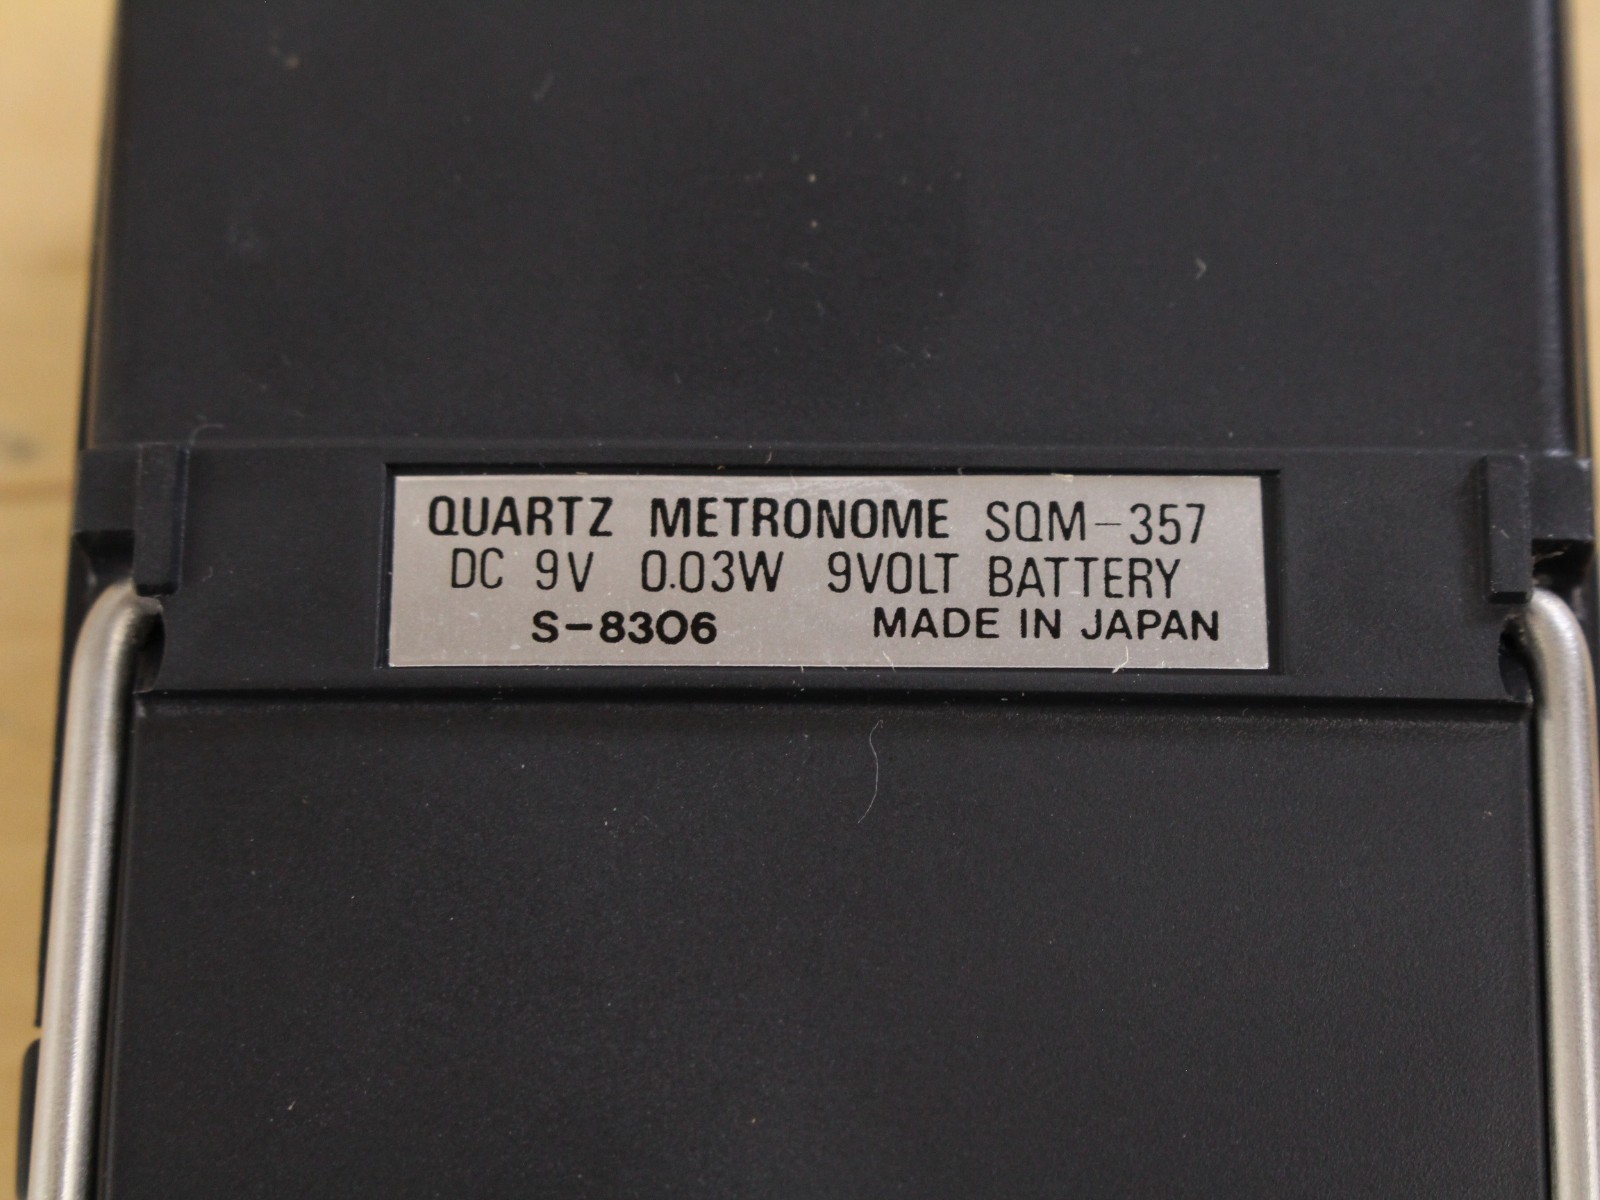 QUARTZ METRONOME SQM-357
DC 9V 0.03W 9VOLT BATTERY
S-8306 MADE IN JAPAN